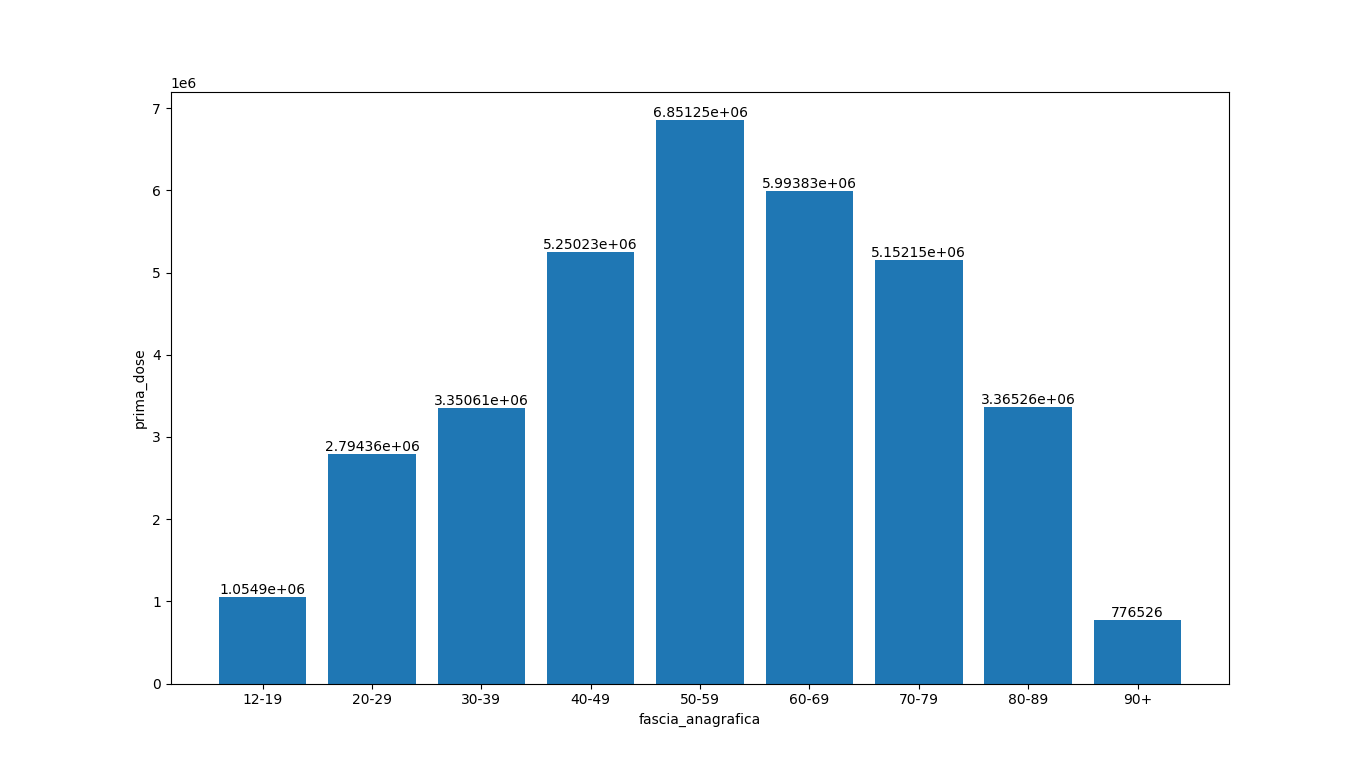 1e6
7
6
5
4
3
2
1
0
prima_dose
6.85125e+06
5.99383e+06
5.25023e+06
5.15215e+06
3.35061e+06
3.36526e+06
2.79436e+06
1.0549e+06
776526
12-19 20-29 30-39 40-49 50-59 60-69 70-79 80-89 90+
fascia_anagrafica